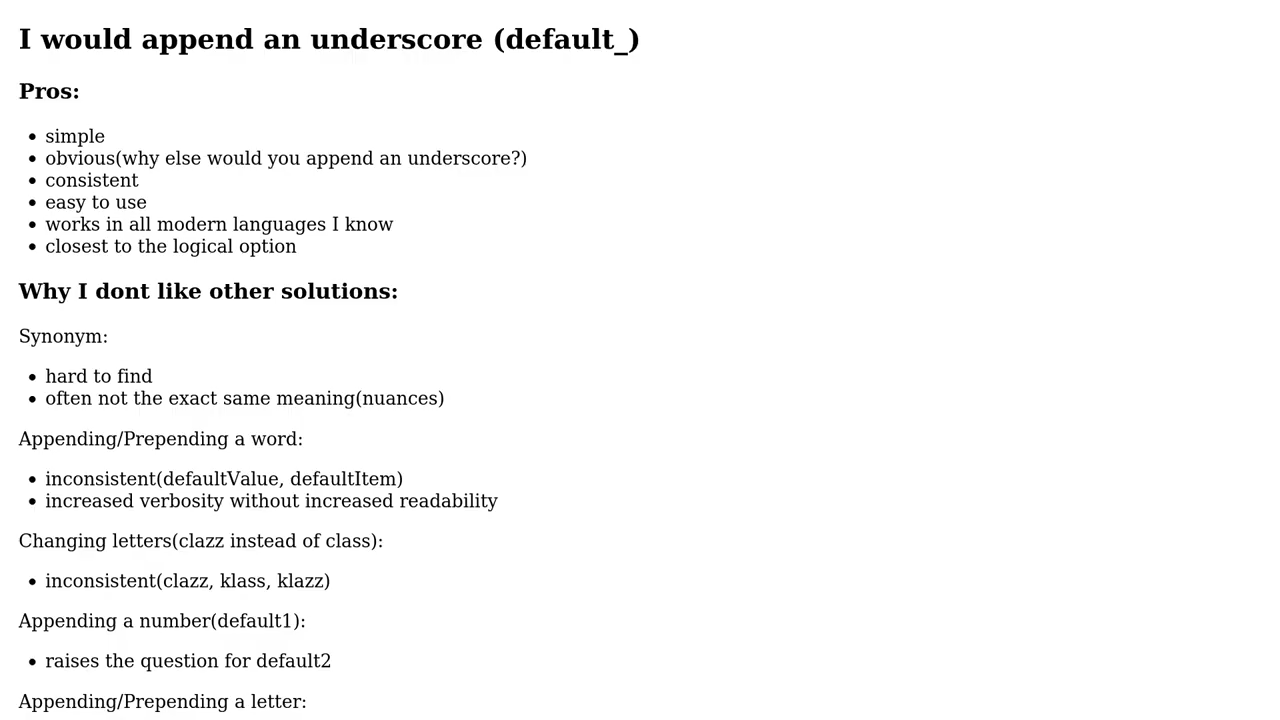 I would append an underscore (default_)
Pros:
• simple
• obvious(why else would you append an underscore?)
• consistent
• easy to use
• works in all modern languages I know
• closest to the logical option
Why I dont like other solutions:
Synonym:
• hard to find
• often not the exact same meaning(nuances)
Appending/Prepending a word:
• inconsistent(defaultValue, defaultItem)
• increased verbosity without increased readability
Changing letters(clazz instead of class):
• inconsistent(clazz, klass, klazz)
Appending a number(default1):
• raises the question for default2
Appending/Prepending a letter: